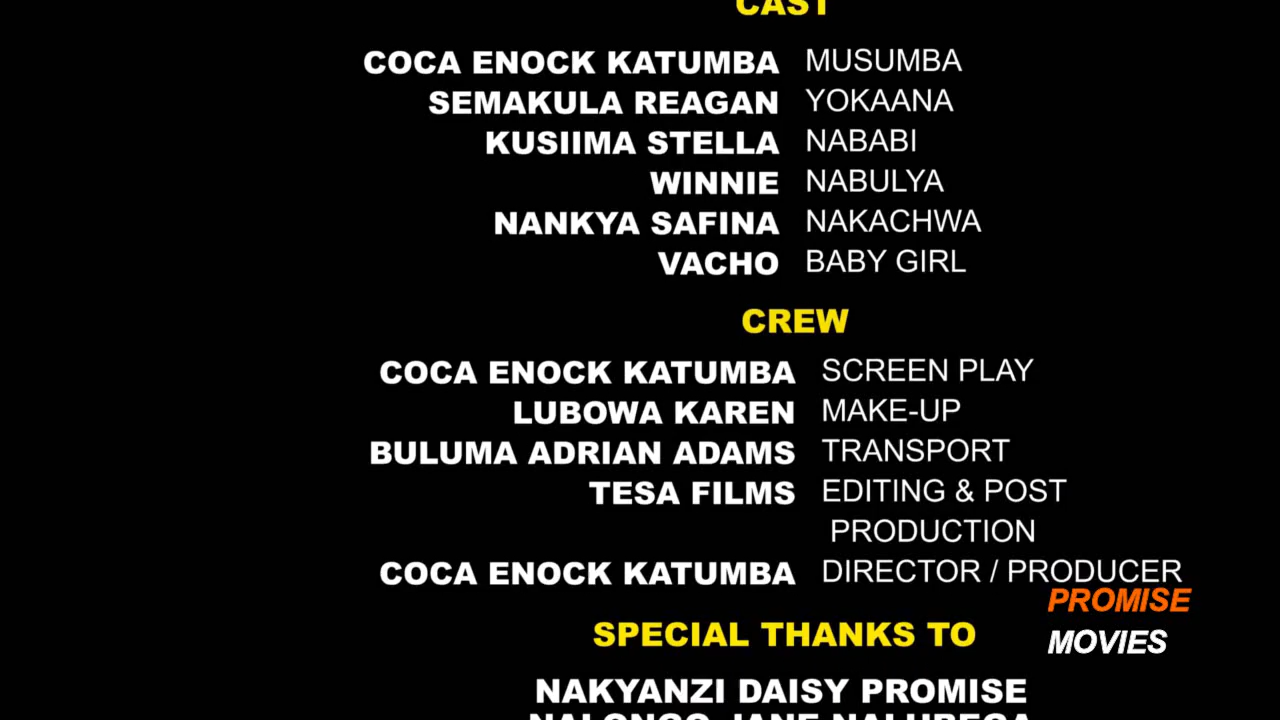 CAST
COCA ENOCK KATUMBA MUSUMBA
SEMAKULA REAGAN YOKAANA
KUSIIMA STELLA NABABI
WINNIE NABULYA
NANKYA SAFINA NAKACHWA
VACHO BABY GIRL
CREW
COCA ENOCK KATUMBA SCREEN PLAY
LUBOWA KAREN MAKE-UP
BULUMA ADRIAN ADAMS TRANSPORT
TESA FILMS EDITING & POST
PRODUCTION
COCA ENOCK KATUMBA DIRECTOR / PRODUCER
PROMISE
MOVIES
SPECIAL THANKS TO
NAKYANZI DAISY PROMISE
JANE